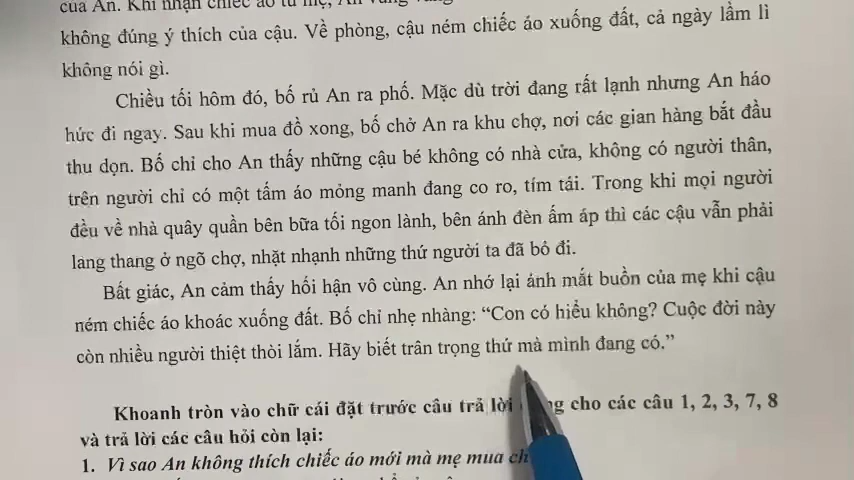 của An. Khi nhận chiếc áo từ mẹ, An vùng vằng
không đúng ý thích của cậu. Về phòng, cậu ném chiếc áo xuống đất, cả ngày lầm lì
không nói gì.
Chiều tối hôm đó, bố rủ An ra phố. Mặc dù trời đang rất lạnh nhưng An háo
hức đi ngay. Sau khi mua đồ xong, bố chở An ra khu chợ, nơi các gian hàng bắt đầu
thu dọn. Bố chỉ cho An thấy những cậu bé không có nhà cửa, không có người thân,
trên người chỉ có một tấm áo mỏng manh đang co ro, tím tái. Trong khi mọi người
đều về nhà quây quần bên bữa tối ngon lành, bên ánh đèn ấm áp thì các cậu vẫn phải
lang thang ở ngõ chợ, nhặt nhạnh những thứ người ta đã bỏ đi.
Bất giác, An cảm thấy hối hận vô cùng. An nhớ lại ánh mắt buồn của mẹ khi cậu
ném chiếc áo khoác xuống đất. Bố chỉ nhẹ nhàng: “Con có hiểu không? Cuộc đời này
còn nhiều người thiệt thòi lắm. Hãy biết trân trọng thứ mà mình đang có.”
Khoanh tròn vào chữ cái đặt trước câu trả lời cho các câu 1, 2, 3, 7, 8
và trả lời các câu hỏi còn lại:
1. Vì sao An không thích chiếc áo mới mà mẹ mua